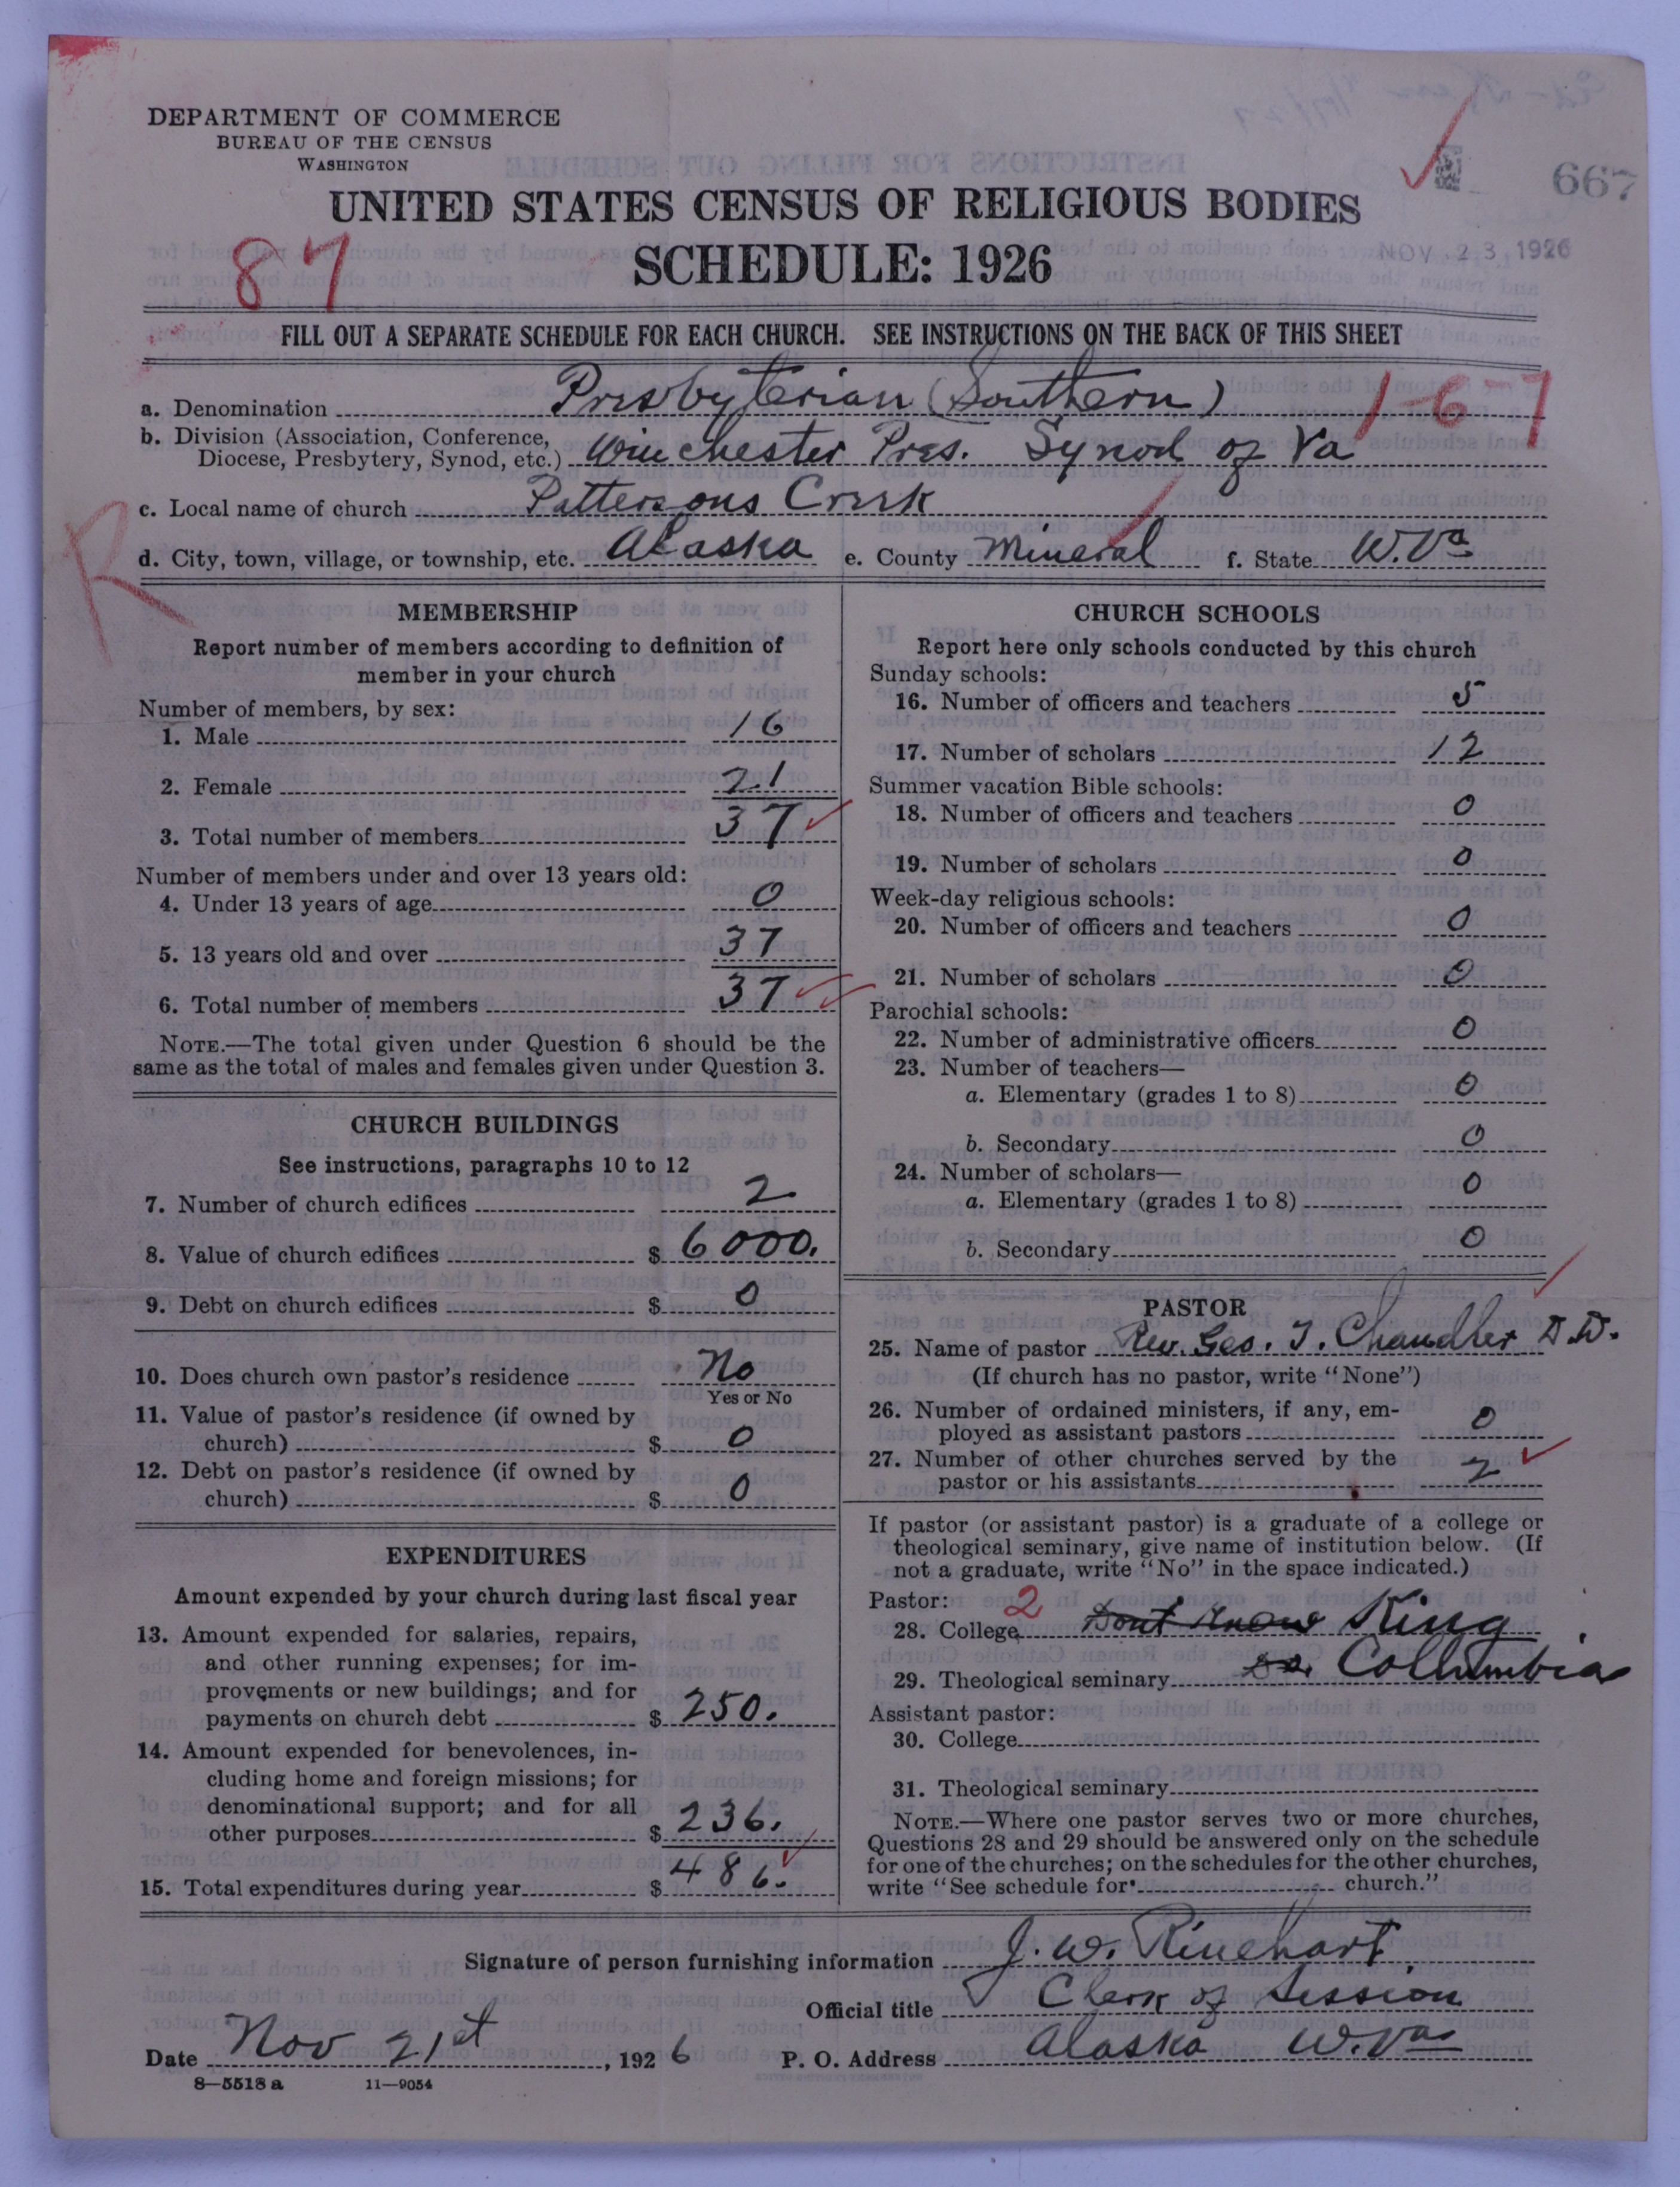 DEPARTMENT OF COMMERCE
BUREAU OF THE CENSUS
WASHINGTON
UNITED STATES CENSUS OF RELIGIOUS BODIES
SCHEDULE: 1926
667
NOV 23 1926
87
FILL OUT A SEPARATE SCHEDULE FOR EACH CHURCH. SEE INSTRUCTIONS ON THE BACK OF THIS SHEET
a. Denomination Presbyterian (Southern) 1-67
b. Division (Association, Conference,
Diocese, Presbytery, Synod, etc.) Winchester Pres. Synod of Va
c. Local name of church Pattersons Creek
R
d. City, town, village, or township, etc. Alaska e. County Mineral f. State W.Va
MEMBERSHIP
Report number of members according to definition of
member in your church
Number of members, by sex:
1. Male 16
2. Female 21
3. Total number of members 37
Number of members under and over 13 years old:
4. Under 13 years of age 0
5. 13 years old and over 37
6. Total number of members 37
NOTE.—The total given under Question 6 should be the
same as the total of males and females given under Question 3.
CHURCH BUILDINGS
See instructions, paragraphs 10 to 12
7. Number of church edifices 2
8. Value of church edifices $ 6000.
9. Debt on church edifices $ 0
10. Does church own pastor's residence No
Yes or No
11. Value of pastor's residence (if owned by
church) $ 0
12. Debt on pastor's residence (if owned by
church) $ 0
EXPENDITURES
Amount expended by your church during last fiscal year
13. Amount expended for salaries, repairs,
and other running expenses; for im-
provements or new buildings; and for
payments on church debt $ 250.
14. Amount expended for benevolences, in-
cluding home and foreign missions; for
denominational support; and for all
other purposes $ 236.
15. Total expenditures during year $ 486.
CHURCH SCHOOLS
Report here only schools conducted by this church
Sunday schools:
16. Number of officers and teachers 5
17. Number of scholars 12
Summer vacation Bible schools:
18. Number of officers and teachers 0
19. Number of scholars 0
Week-day religious schools:
20. Number of officers and teachers 0
21. Number of scholars 0
Parochial schools:
22. Number of administrative officers 0
23. Number of teachers—
a. Elementary (grades 1 to 8) 0
b. Secondary 0
24. Number of scholars—
a. Elementary (grades 1 to 8) 0
b. Secondary 0
PASTOR
25. Name of pastor Rev. Geo. T. Chandler D.D.
(If church has no pastor, write "None")
26. Number of ordained ministers, if any, em-
ployed as assistant pastors 0
27. Number of other churches served by the
pastor or his assistants 2
If pastor (or assistant pastor) is a graduate of a college or
theological seminary, give name of institution below. (If
not a graduate, write "No" in the space indicated.)
Pastor: 2
28. College Dont Know King
29. Theological seminary Do. Collumbia
Assistant pastor:
30. College
31. Theological seminary
NOTE.—Where one pastor serves two or more churches,
Questions 28 and 29 should be answered only on the schedule
for one of the churches; on the schedules for the other churches,
write "See schedule for church."
Signature of person furnishing information J. W. Rinehart
Official title Clerk of Session
Date Nov 21st, 1926 P. O. Address Alaska W.Va
8—5518 a 11—9054